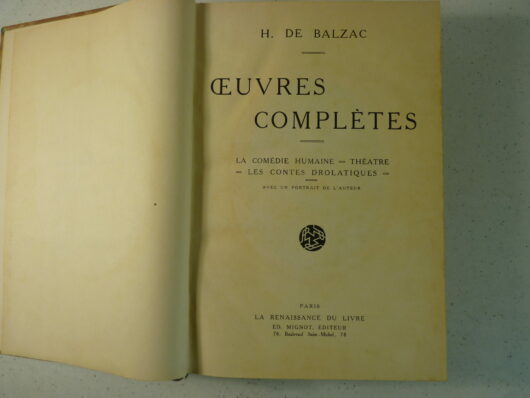 H. DE BALZAC
ŒUVRES
COMPLÈTES
LA COMÉDIE HUMAINE — THÉATRE
— LES CONTES DROLATIQUES —
AVEC UN PORTRAIT DE L'AUTEUR
PARIS
LA RENAISSANCE DU LIVRE
ED. MIGNOT, ÉDITEUR
78, Boulevard Saint-Michel, 78